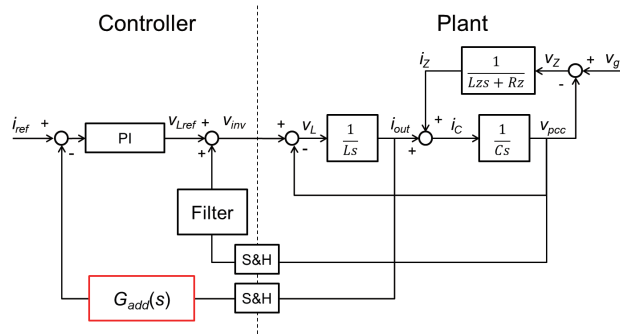 Controller
Plant
i_Z
1
Lzs + Rz
v_Z
+
v_g
-
i_ref
+
-
PI
v_Lref
+
+
v_inv
+
-
v_L
1
Ls
i_out
+
+
i_C
1
Cs
v_pcc
Filter
S&H
G_add(s)
S&H